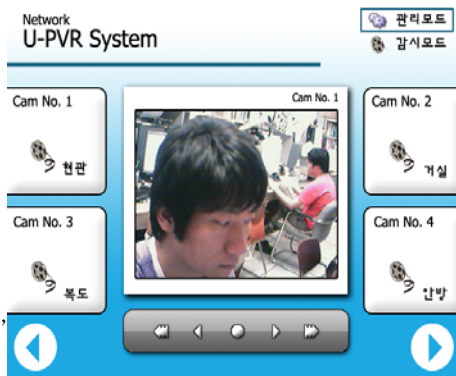 Network
U-PVR System
관리모드
감시모드
Cam No. 1
현관
Cam No. 1
Cam No. 2
거실
Cam No. 3
복도
Cam No. 4
안방
,